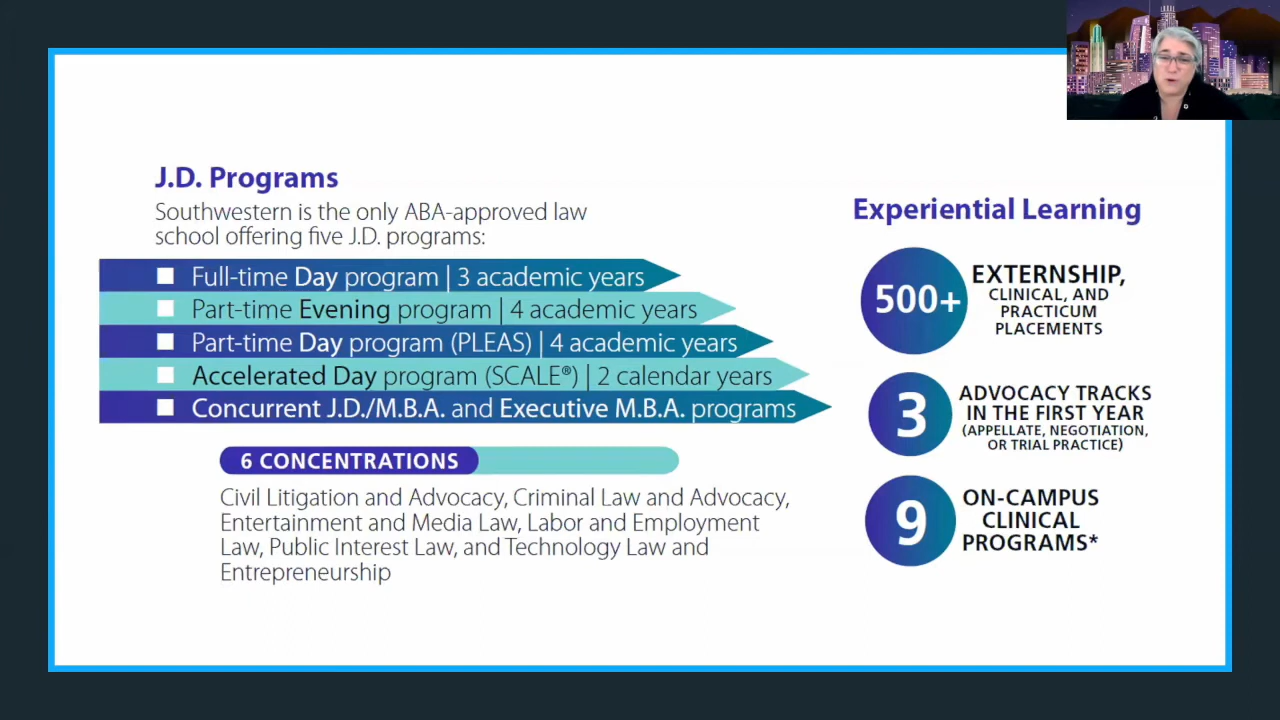 J.D. Programs
Southwestern is the only ABA-approved law
school offering five J.D. programs:
Full-time Day program | 3 academic years
Part-time Evening program | 4 academic years
Part-time Day program (PLEAS) | 4 academic years
Accelerated Day program (SCALE®) | 2 calendar years
Concurrent J.D./M.B.A. and Executive M.B.A. programs
6 CONCENTRATIONS
Civil Litigation and Advocacy, Criminal Law and Advocacy,
Entertainment and Media Law, Labor and Employment
Law, Public Interest Law, and Technology Law and
Entrepreneurship
Experiential Learning
500+
EXTERNSHIP,
CLINICAL, AND
PRACTICUM
PLACEMENTS
3
ADVOCACY TRACKS
IN THE FIRST YEAR
(APPELLATE, NEGOTIATION,
OR TRIAL PRACTICE)
9
ON-CAMPUS
CLINICAL
PROGRAMS*